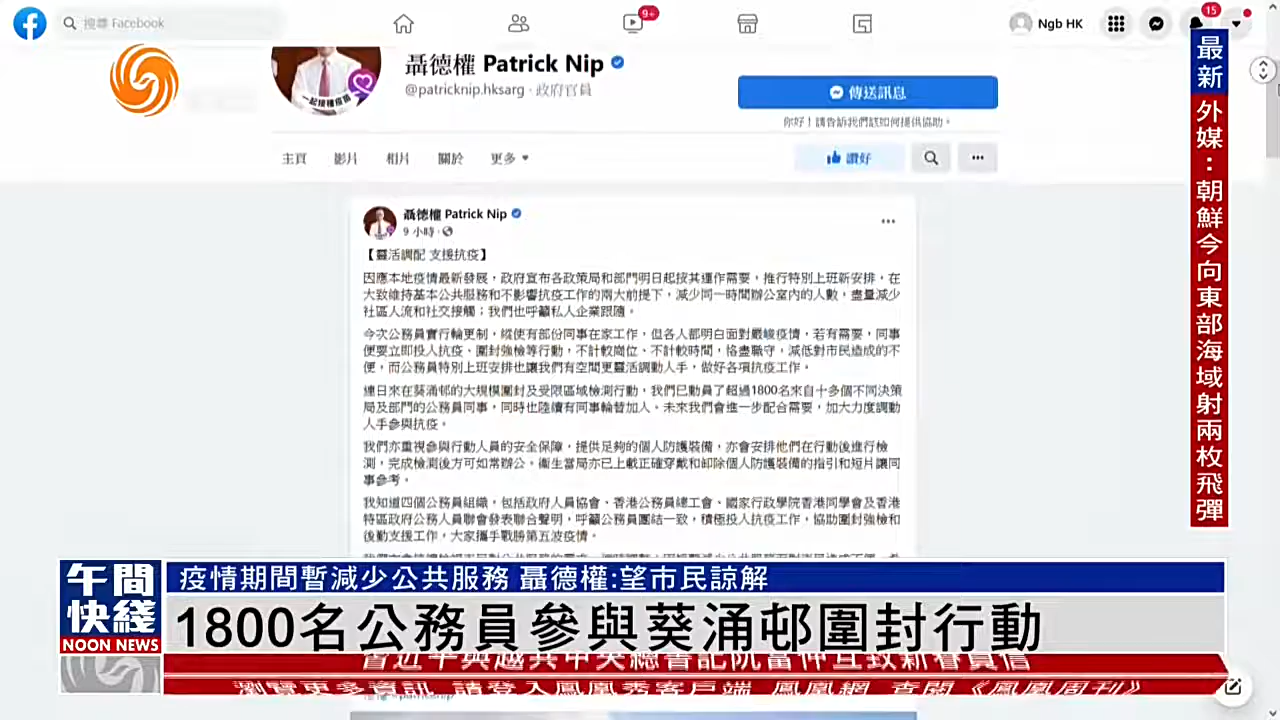 搜尋 Facebook
9+
Ngb HK
15
聶德權 Patrick Nip
@patricknip.hksarg · 政府官員
一起接種疫苗
傳送訊息
你好!請告訴我們該如何提供協助。
主頁 影片 相片 關於 更多
讚好
聶德權 Patrick Nip
9 小時 ·
【靈活調配 支援抗疫】
因應本地疫情最新發展,政府宣布各政策局和部門明日起按其運作需要,推行特別上班新安排,在
大致維持基本公共服務和不影響抗疫工作的兩大前提下,減少同一時間辦公室內的人數,盡量減少
社區人流和社交接觸;我們也呼籲私人企業跟隨。
今次公務員實行輪更制,縱使有部份同事在家工作,但各人都明白面對嚴峻疫情,若有需要,同事
便要立即投入抗疫、圍封強檢等行動,不計較崗位、不計較時間,恪盡職守,減低對市民造成的不
便,而公務員特別上班安排也讓我們有空間更靈活調動人手,做好各項抗疫工作。
連日來在葵涌邨的大規模圍封及受限區域檢測行動,我們已動員了超過1800名來自十多個不同決策
局及部門的公務員同事,同時也陸續有同事輪替加入。未來我們會進一步配合需要,加大力度調動
人手參與抗疫。
我們亦重視參與行動人員的安全保障,提供足夠的個人防護裝備,亦會安排他們在行動後進行檢
測,完成檢測後方可如常辦公。衞生當局亦已上載正確穿戴和卸除個人防護裝備的指引和短片讓同
事參考。
我知道四個公務員組織,包括政府人員協會、香港公務員總工會、國家行政學院香港同學會及香港
特區政府公務人員聯會發表聯合聲明,呼籲公務員團結一致,積極投入抗疫工作,協助圍封強檢和
後勤支援工作,大家攜手戰勝第五波疫情。
最新
外媒:朝鮮今向東部海域射兩枚飛彈
午間
快綫
NOON NEWS
疫情期間暫減少公共服務 聶德權:望市民諒解
1800名公務員參與葵涌邨圍封行動
習近平與越共中央總書記阮富仲互致新春賀信